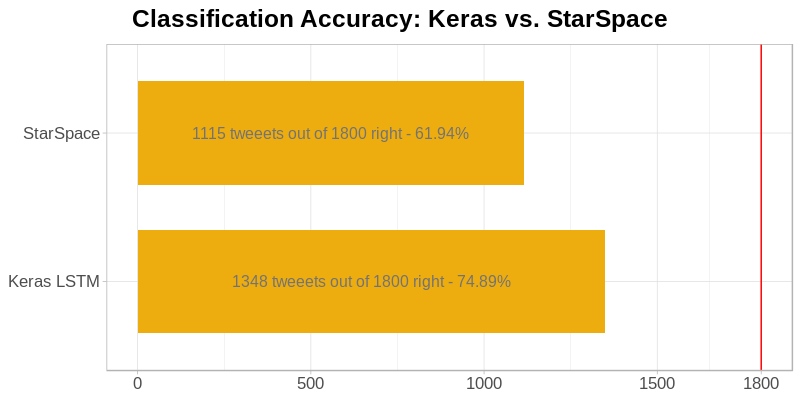 Classification Accuracy: Keras vs. StarSpace
StarSpace
1115 tweeets out of 1800 right - 61.94%
Keras LSTM
1348 tweeets out of 1800 right - 74.89%
0 500 1000 1500 1800